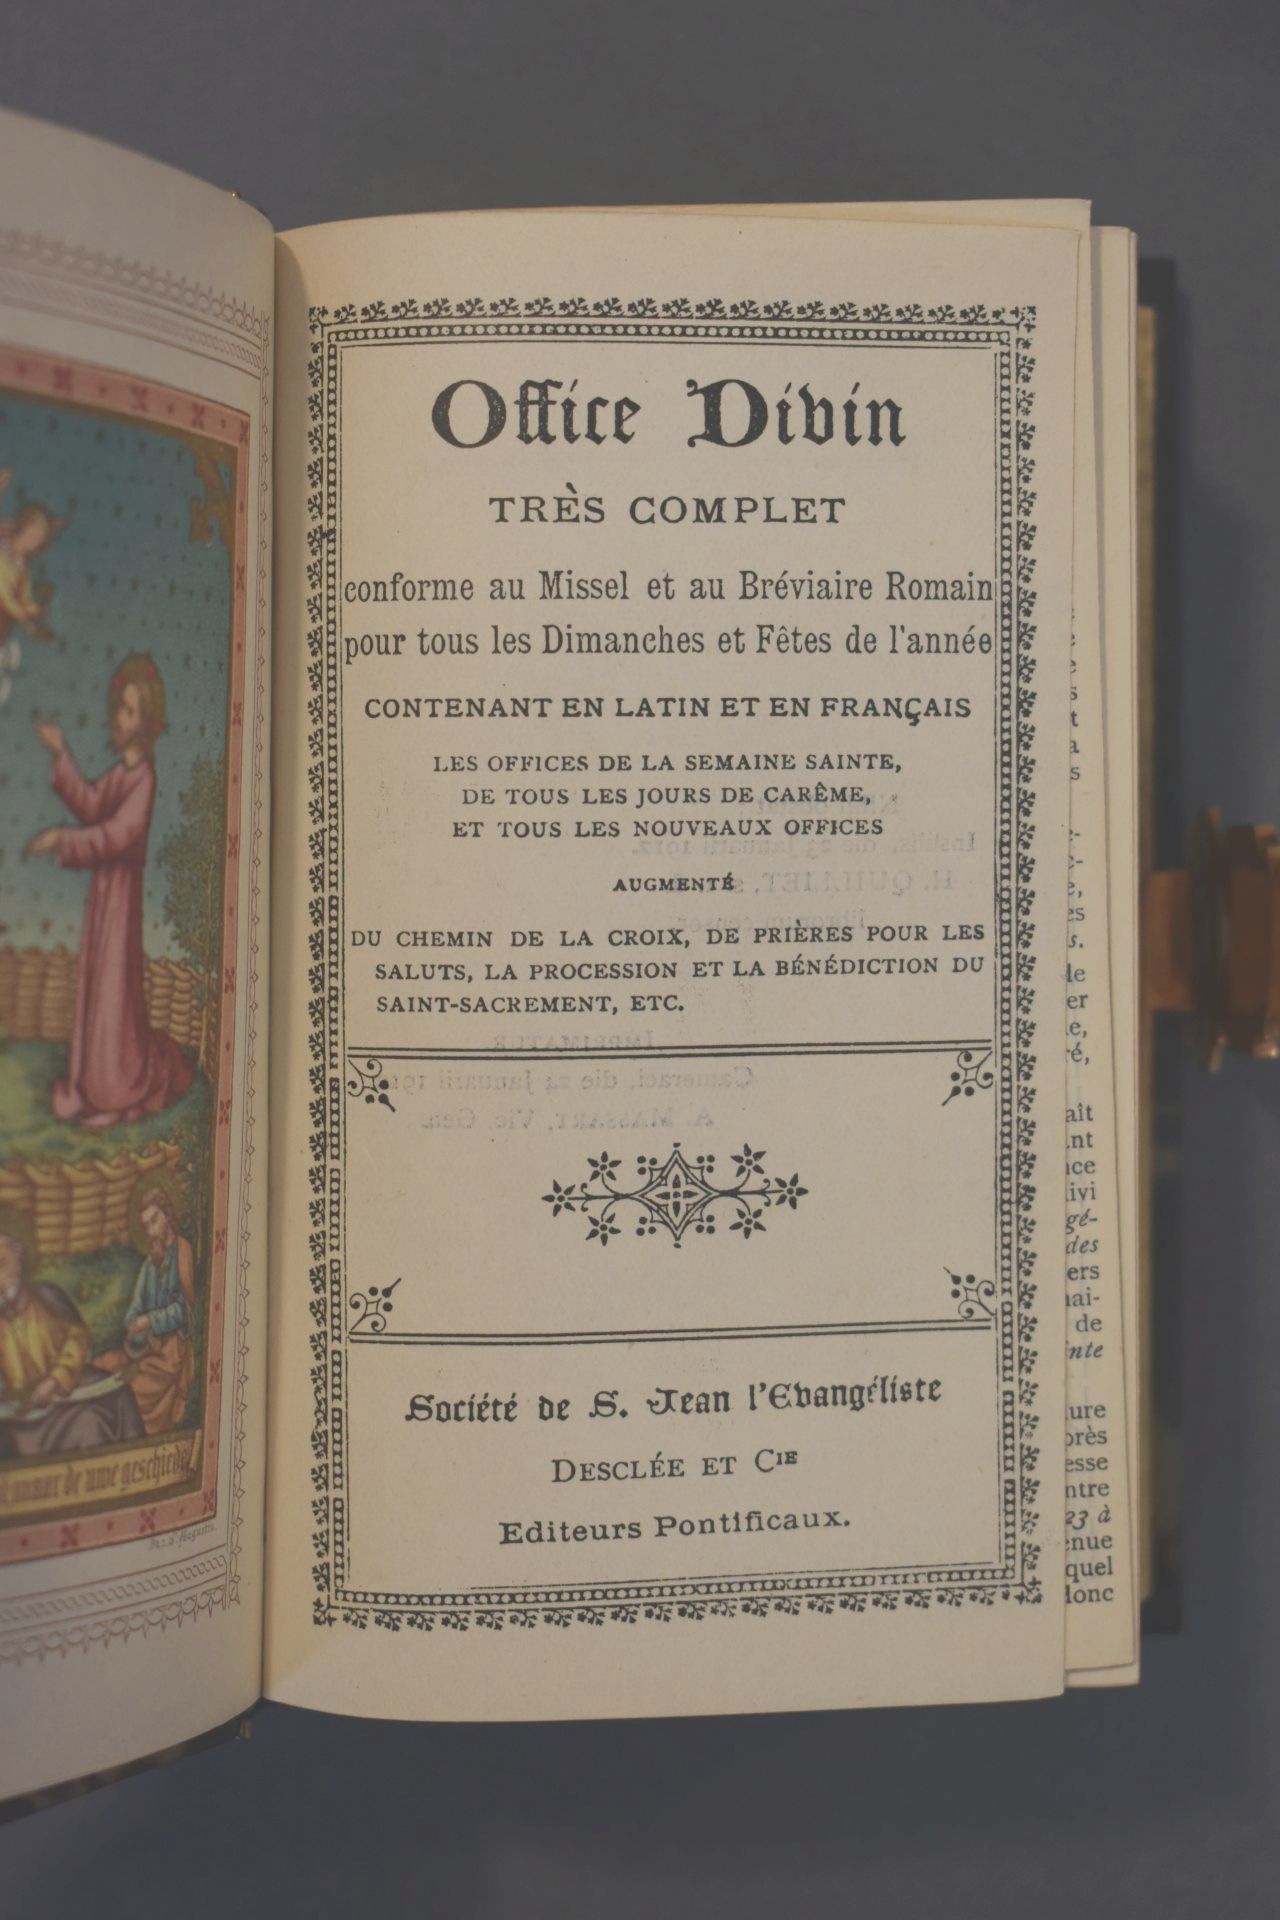 Office Divin
TRÈS COMPLET
conforme au Missel et au Bréviaire Romain
pour tous les Dimanches et Fêtes de l'année
CONTENANT EN LATIN ET EN FRANÇAIS
LES OFFICES DE LA SEMAINE SAINTE,
DE TOUS LES JOURS DE CARÊME,
ET TOUS LES NOUVEAUX OFFICES
AUGMENTÉ
DU CHEMIN DE LA CROIX, DE PRIÈRES POUR LES
SALUTS, LA PROCESSION ET LA BÉNÉDICTION DU
SAINT-SACREMENT, ETC.
Société de S. Jean l'Evangéliste
DESCLÉE ET CIE
Editeurs Pontificaux.
de uwe geschiede